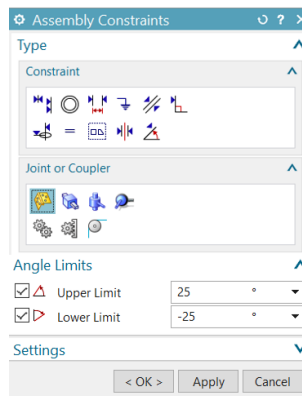 Assembly Constraints ?
Type
Constraint
Joint or Coupler
Angle Limits
Upper Limit 25 °
Lower Limit -25 °
Settings
< OK > Apply Cancel